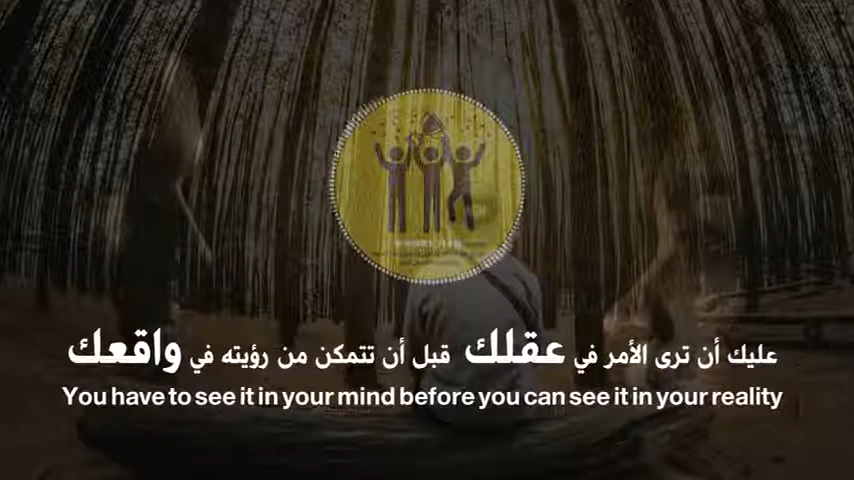 عليك أن ترى الأمر في عقلك قبل أن تتمكن من رؤيته في واقعك
You have to see it in your mind before you can see it in your reality